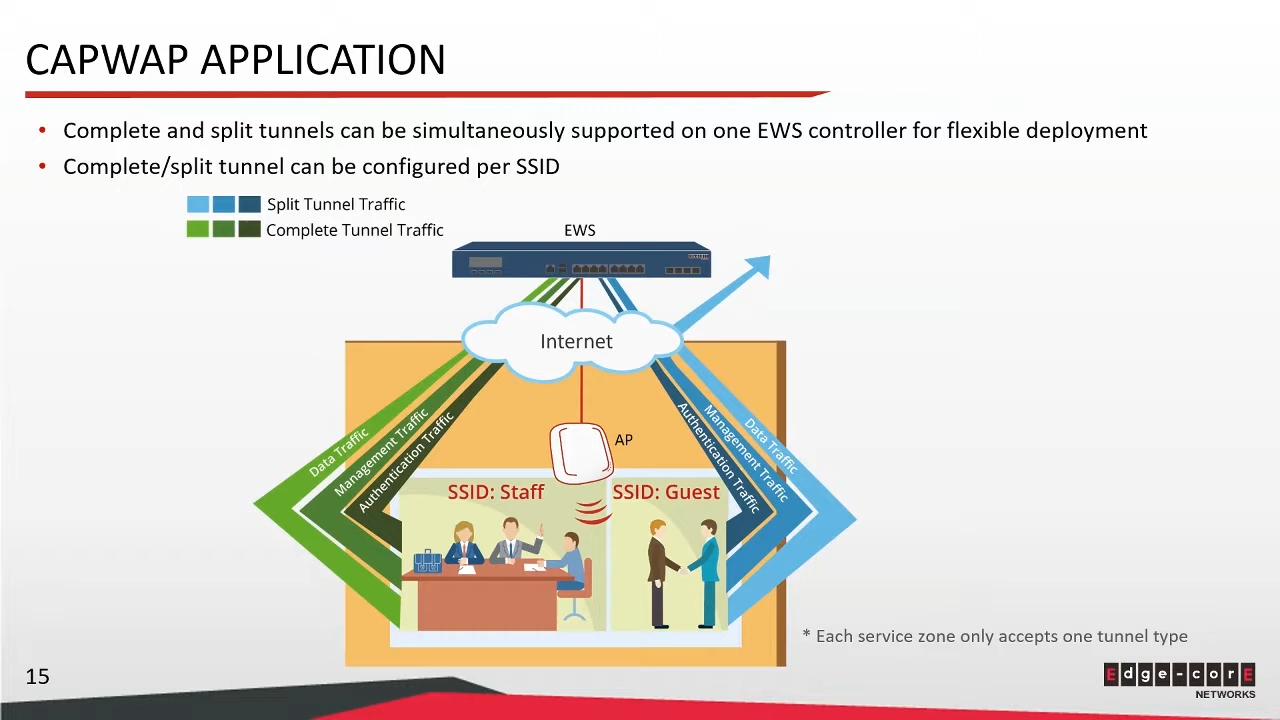 CAPWAP APPLICATION
• Complete and split tunnels can be simultaneously supported on one EWS controller for flexible deployment
• Complete/split tunnel can be configured per SSID
Split Tunnel Traffic
Complete Tunnel Traffic
EWS
Internet
AP
Data Traffic
Management Traffic
Authentication Traffic
Authentication Traffic
Management Traffic
Data Traffic
SSID: Staff
SSID: Guest
* Each service zone only accepts one tunnel type
15
Edge-corE
NETWORKS